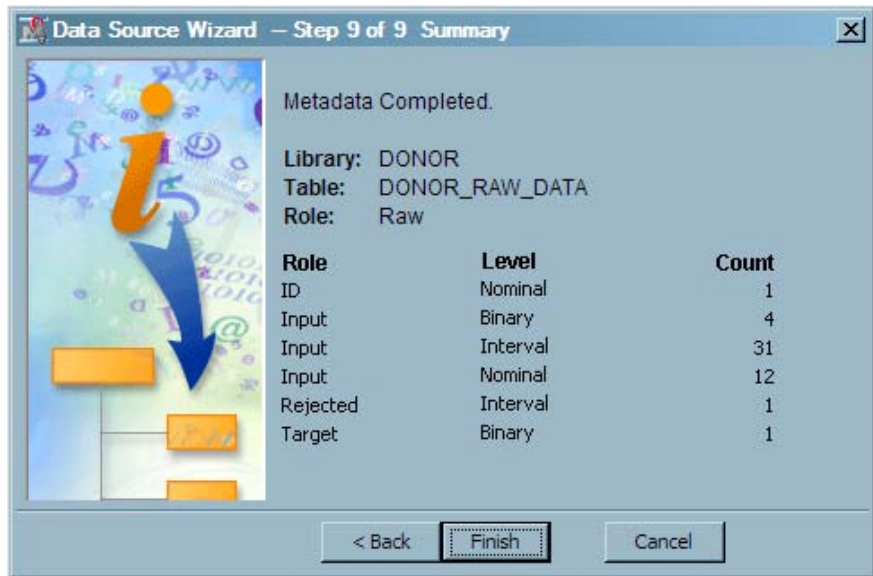 Data Source Wizard – Step 9 of 9 Summary
Metadata Completed.
Library: DONOR
Table: DONOR_RAW_DATA
Role: Raw
Role Level Count
ID Nominal 1
Input Binary 4
Input Interval 31
Input Nominal 12
Rejected Interval 1
Target Binary 1
< Back Finish Cancel